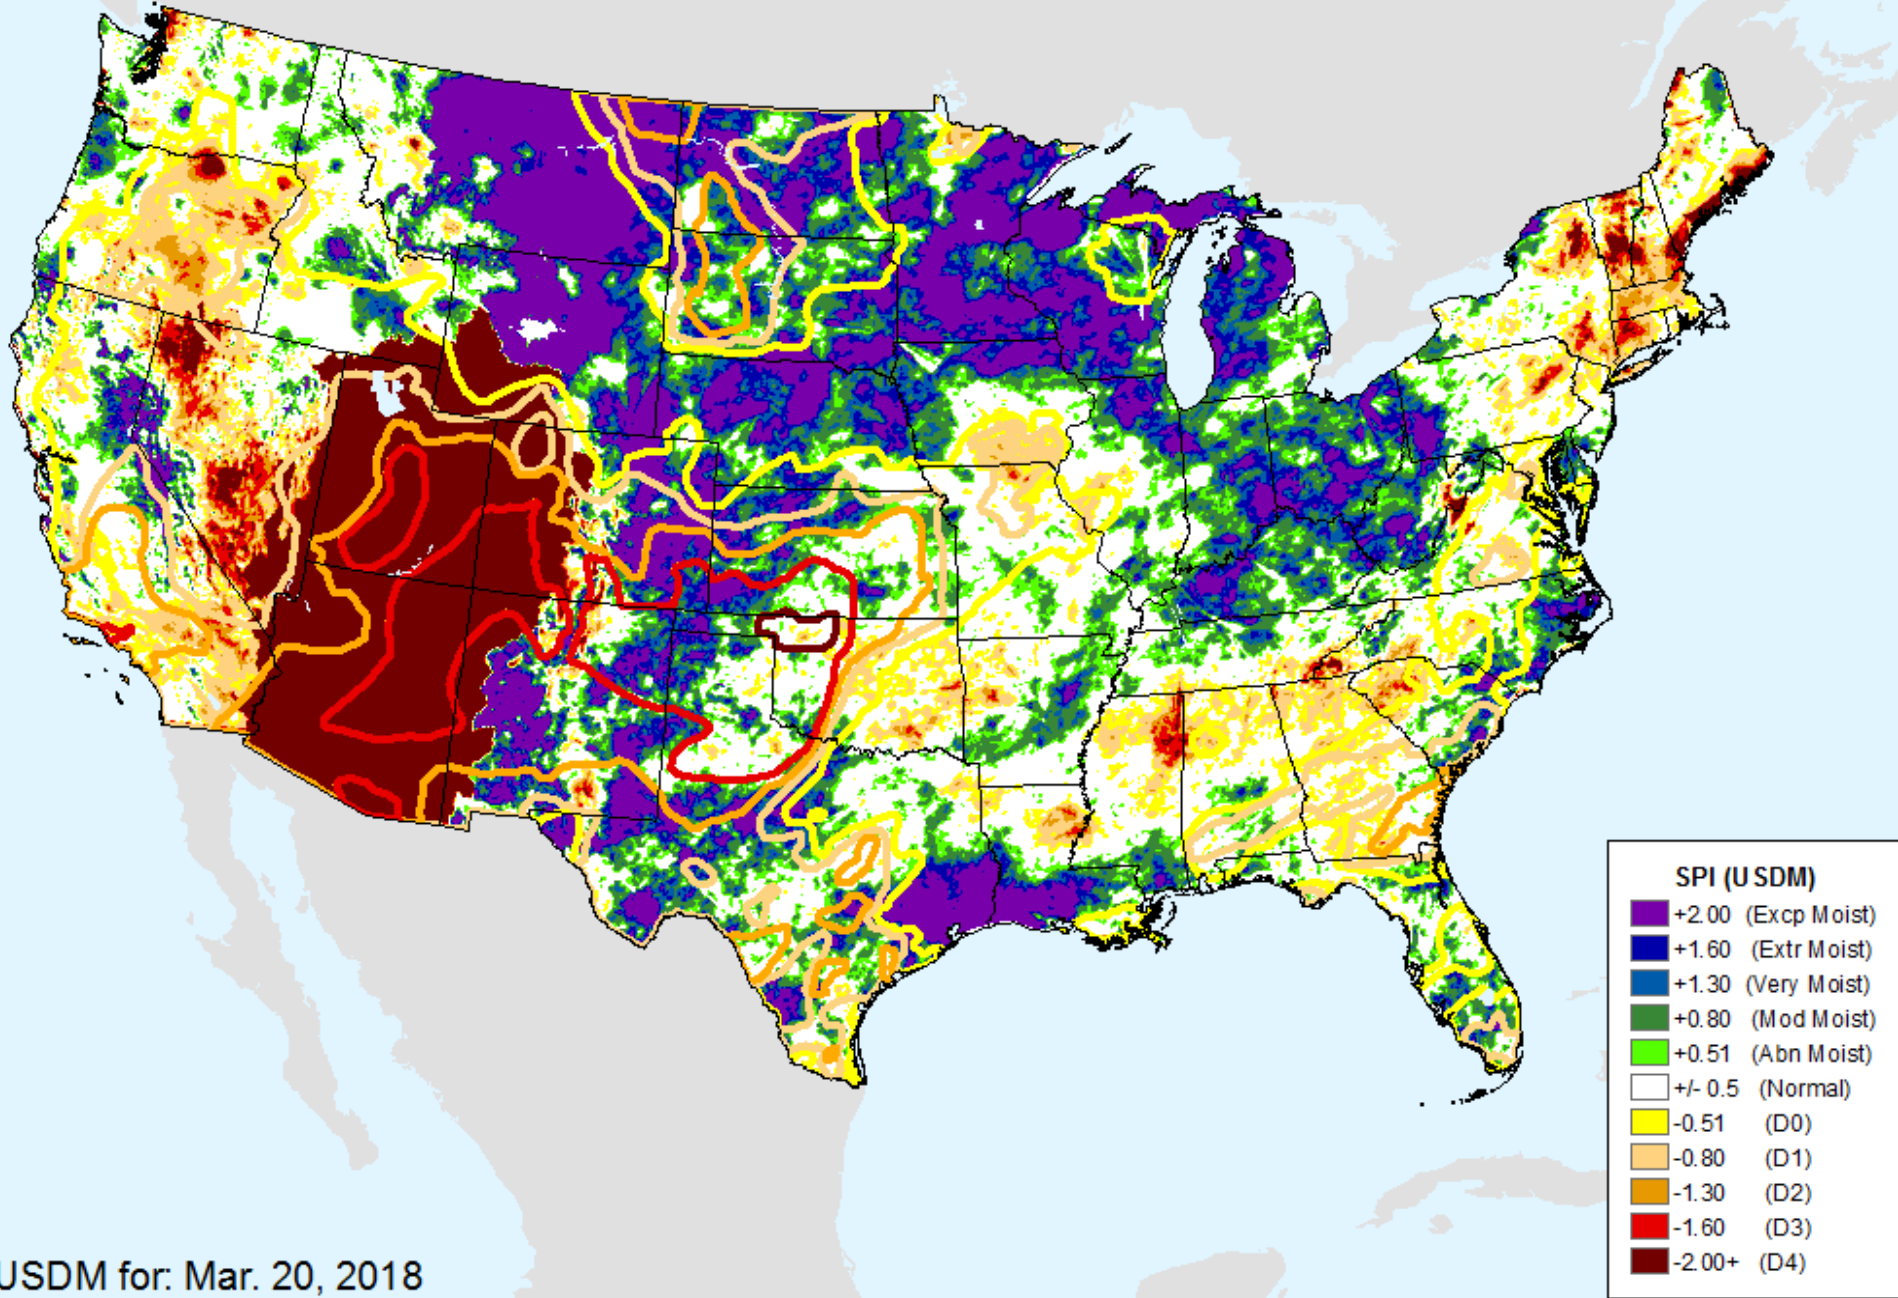 SPI (USDM)
+2.00 (Excp Moist)
+1.60 (Extr Moist)
+1.30 (Very Moist)
+0.80 (Mod Moist)
+0.51 (Abn Moist)
+/- 0.5 (Normal)
-0.51 (D0)
-0.80 (D1)
-1.30 (D2)
-1.60 (D3)
-2.00+ (D4)
USDM for: Mar. 20, 2018